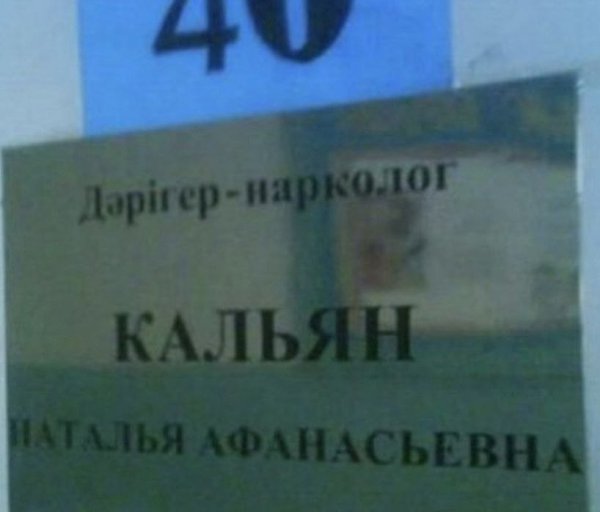 40
Дәрігер-нарколог
КАЛЬЯН
НАТАЛЬЯ АФАНАСЬЕВНА